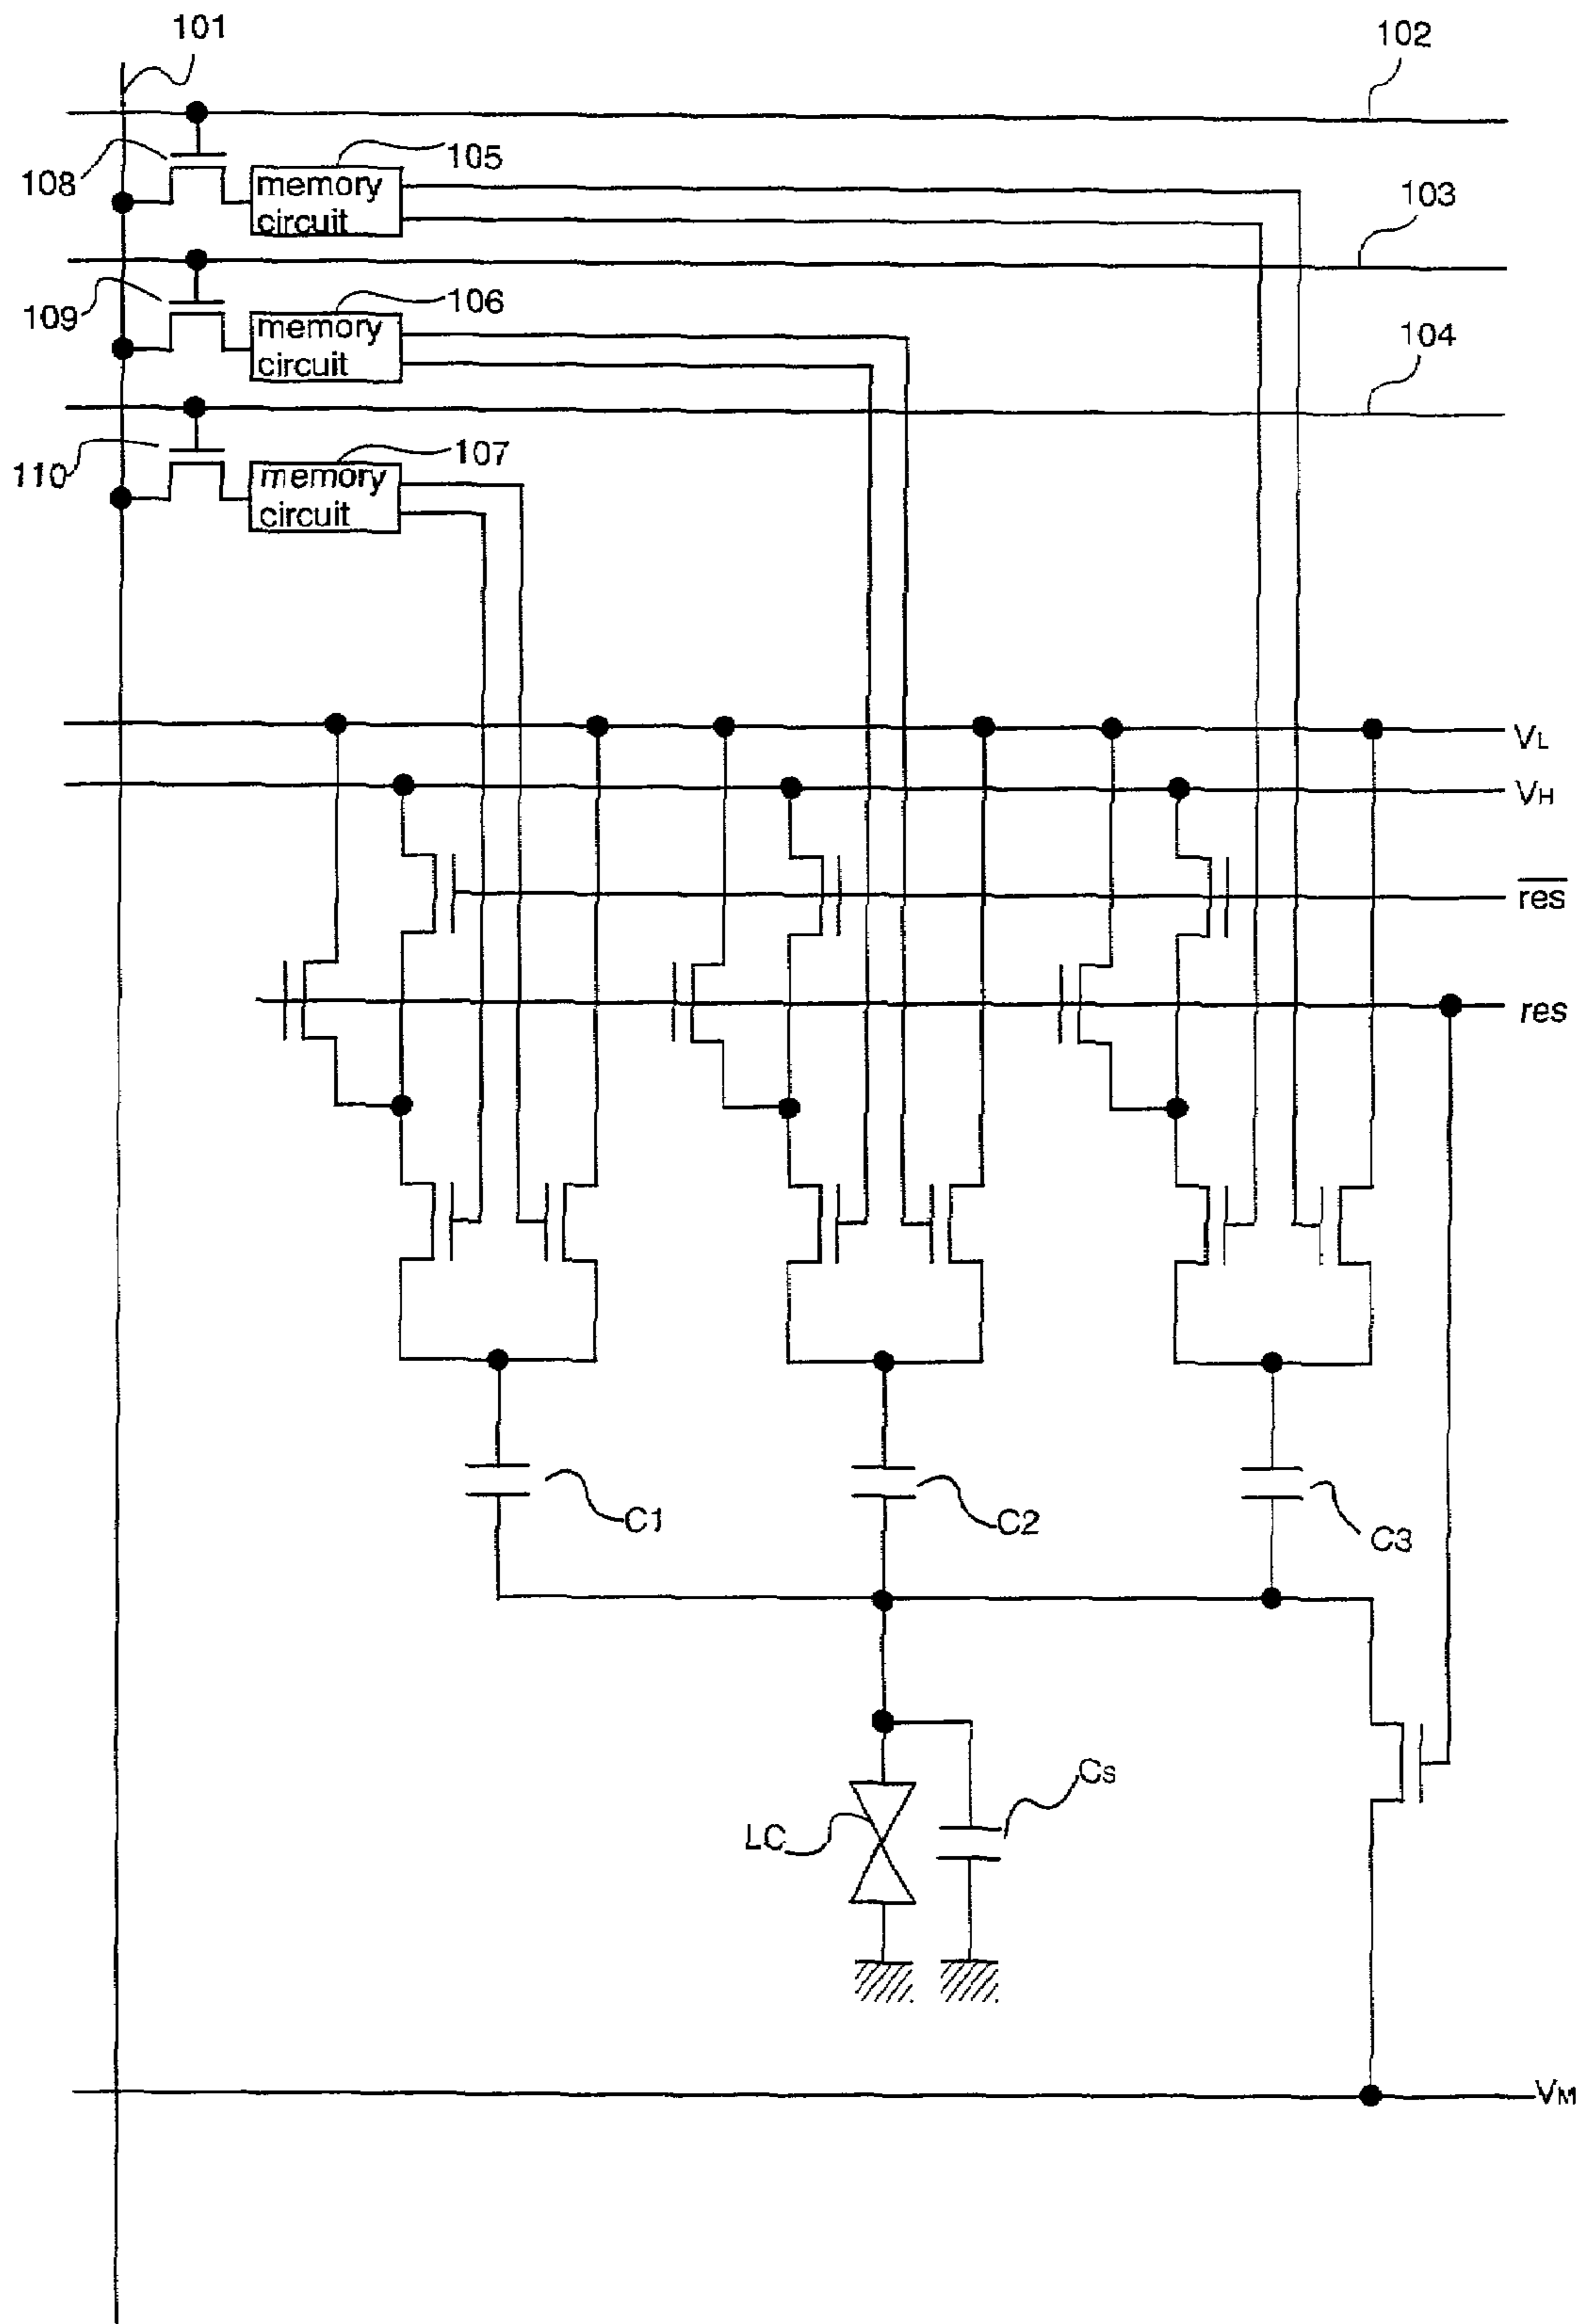 101
102
108
105
memory
circuit
103
109
106
memory
circuit
104
110
107
memory
circuit
VL
VH
res
res
C1
C2
C3
LC
Cs
VM